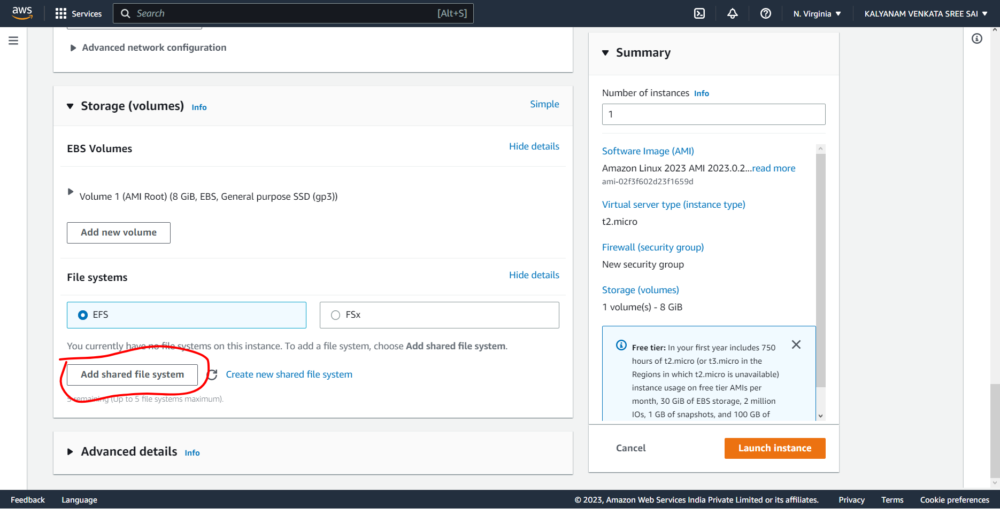 aws
Services
Search
[Alt+S]
N. Virginia
KALYANAM VENKATA SREE SAI
Advanced network configuration
Storage (volumes) Info
Simple
EBS Volumes
Hide details
Volume 1 (AMI Root) (8 GiB, EBS, General purpose SSD (gp3))
Add new volume
File systems
Hide details
EFS
FSx
You currently have no file systems on this instance. To add a file system, choose Add shared file system.
Add shared file system
Create new shared file system
5 remaining (Up to 5 file systems maximum).
Advanced details Info
Summary
Number of instances Info
1
Software Image (AMI)
Amazon Linux 2023 AMI 2023.0.2...read more
ami-02f3f602d23f1659d
Virtual server type (instance type)
t2.micro
Firewall (security group)
New security group
Storage (volumes)
1 volume(s) - 8 GiB
Free tier: In your first year includes 750
hours of t2.micro (or t3.micro in the
Regions in which t2.micro is unavailable)
instance usage on free tier AMIs per
month, 30 GiB of EBS storage, 2 million
IOs, 1 GB of snapshots, and 100 GB of
Cancel
Launch instance
Feedback
Language
© 2023, Amazon Web Services India Private Limited or its affiliates.
Privacy
Terms
Cookie preferences